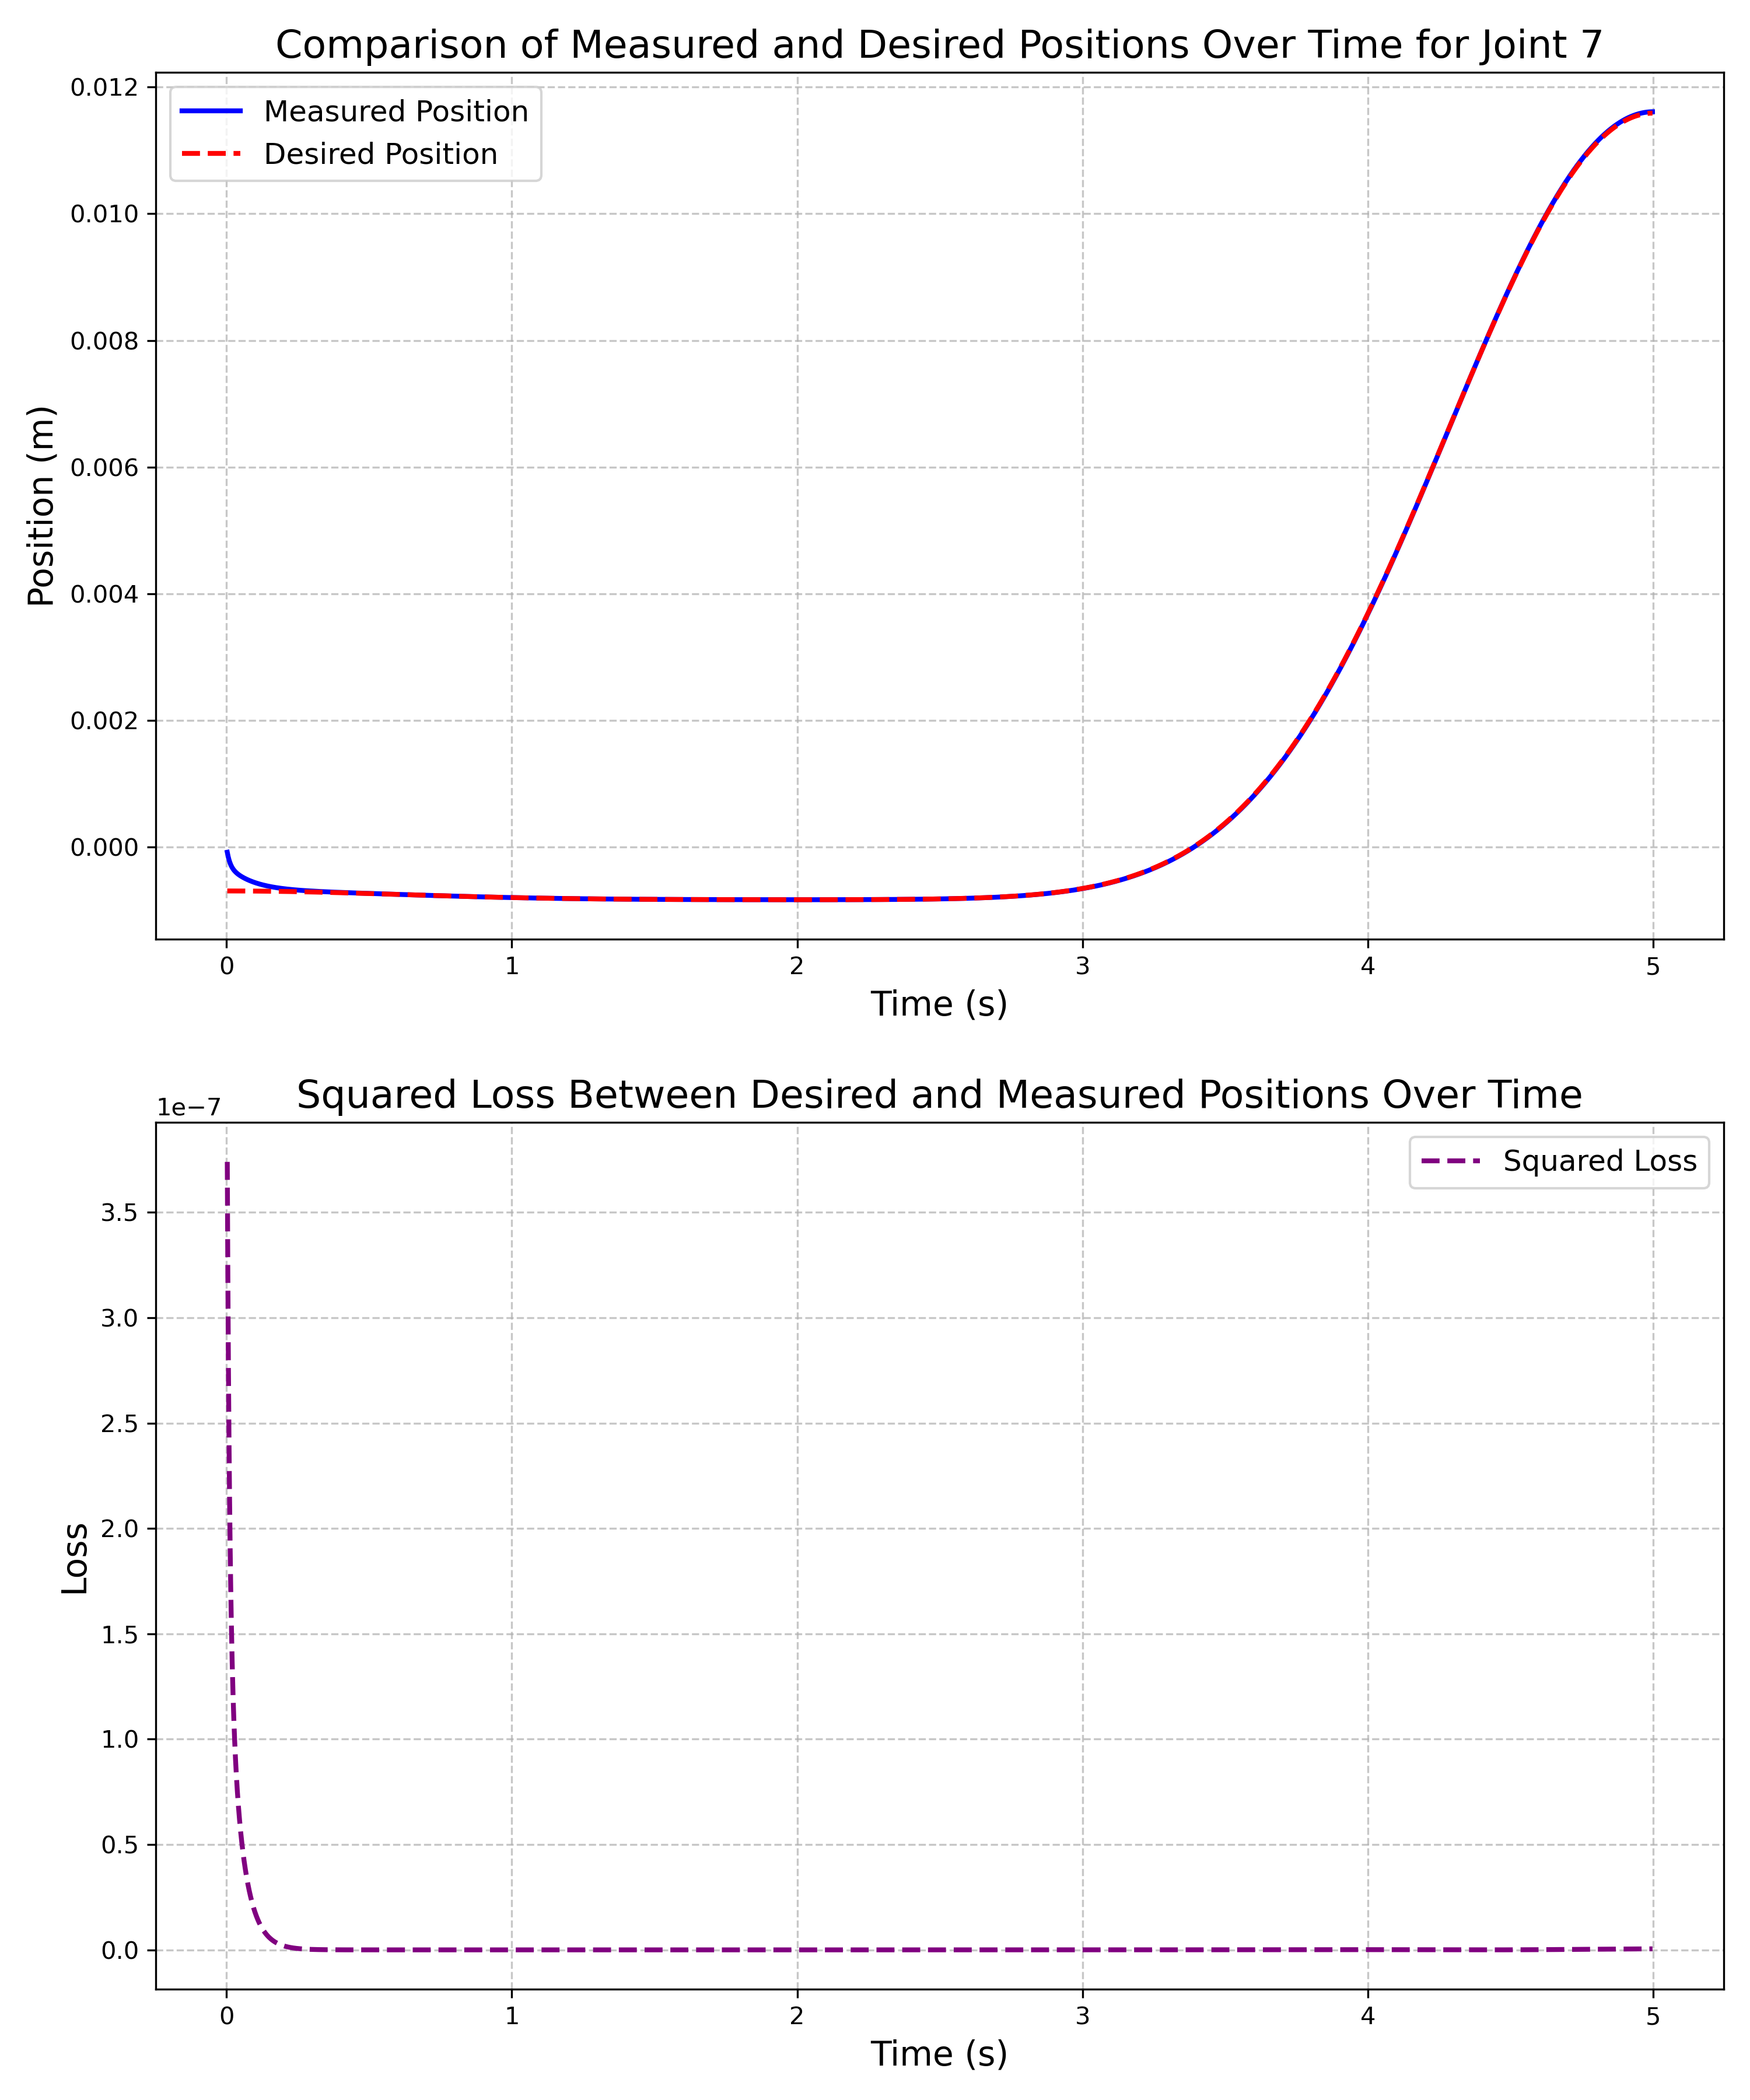 Comparison of Measured and Desired Positions Over Time for Joint 7
0.012
Measured Position
Desired Position
0.010
0.008
Position (m)
0.006
0.004
0.002
0.000
0 1 2 3 4 5
Time (s)
Squared Loss Between Desired and Measured Positions Over Time
1e−7
Squared Loss
3.5
3.0
2.5
2.0
Loss
1.5
1.0
0.5
0.0
0 1 2 3 4 5
Time (s)